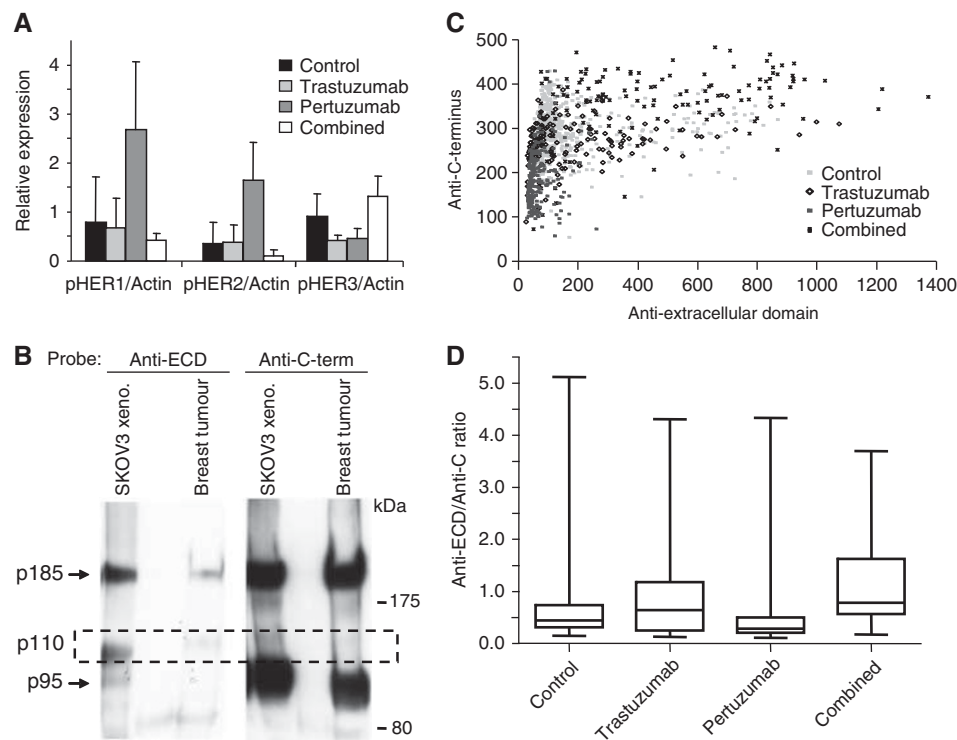 A
Relative expression
4
3
2
1
0
Control
Trastuzumab
Pertuzumab
Combined
pHER1/Actin pHER2/Actin pHER3/Actin
C
Anti-C-terminus
500
400
300
200
100
0
0 200 400 600 800 1000 1200 1400
Anti-extracellular domain
Control
Trastuzumab
Pertuzumab
Combined
B
Probe: Anti-ECD Anti-C-term
SKOV3 xeno.
Breast tumour
SKOV3 xeno.
Breast tumour
kDa
p185
175
p110
p95
80
D
Anti-ECD/Anti-C ratio
5.0
4.0
3.0
2.0
1.0
0.0
Control
Trastuzumab
Pertuzumab
Combined